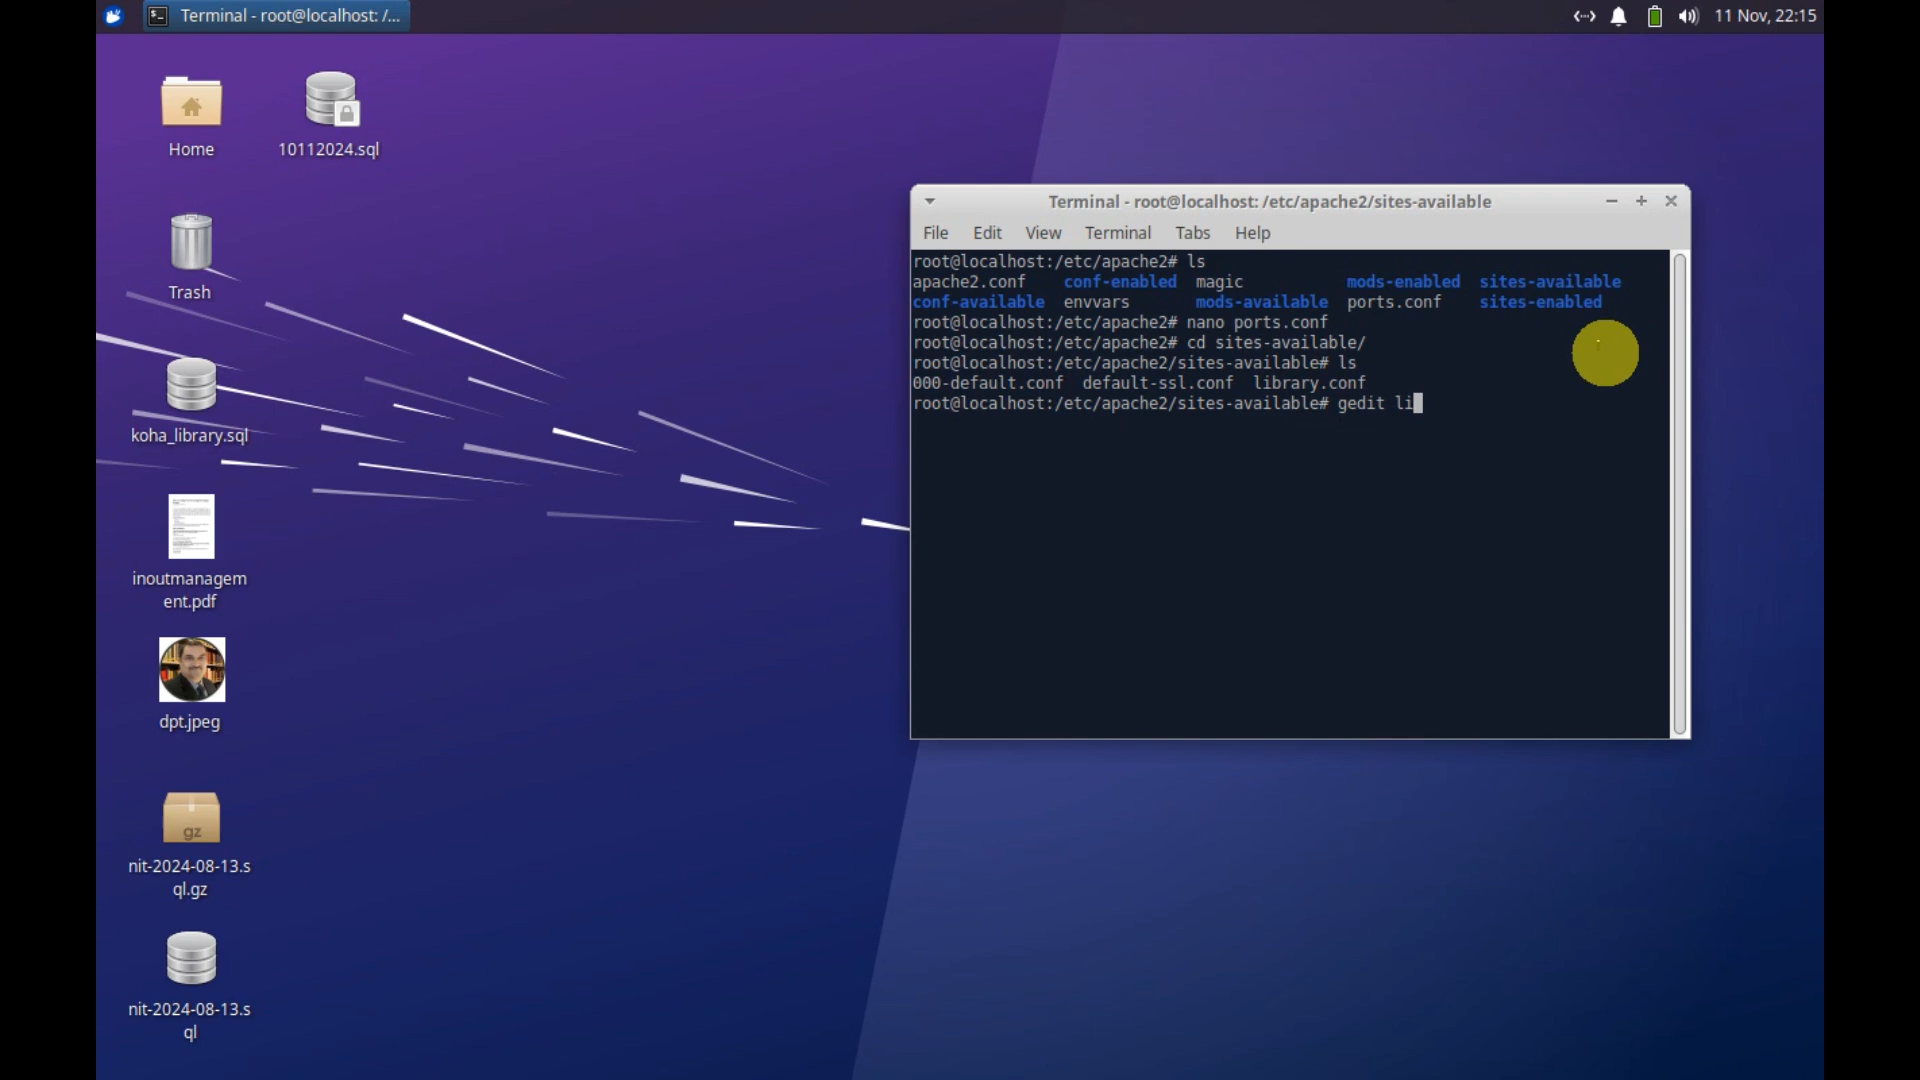 Terminal - root@localhost: /...
11 Nov, 22:15
Home
10112024.sql
Trash
koha_library.sql
inoutmanagem
ent.pdf
dpt.jpeg
gz
nit-2024-08-13.s
ql.gz
nit-2024-08-13.s
ql
Terminal - root@localhost: /etc/apache2/sites-available
File Edit View Terminal Tabs Help
root@localhost:/etc/apache2# ls
apache2.conf conf-enabled magic mods-enabled sites-available
conf-available envvars mods-available ports.conf sites-enabled
root@localhost:/etc/apache2# nano ports.conf
root@localhost:/etc/apache2# cd sites-available/
root@localhost:/etc/apache2/sites-available# ls
000-default.conf default-ssl.conf library.conf
root@localhost:/etc/apache2/sites-available# gedit li